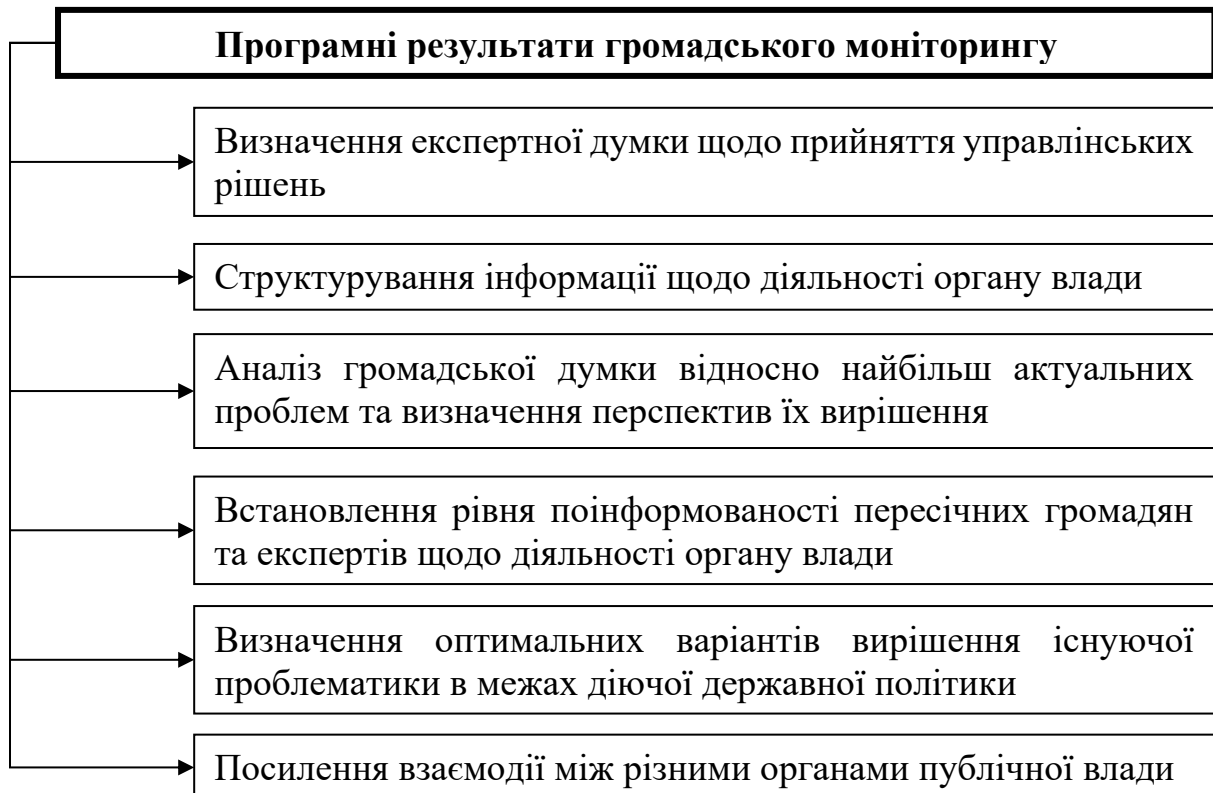 Програмні результати громадського моніторингу
Визначення експертної думки щодо прийняття управлінських
рішень
Структурування інформації щодо діяльності органу влади
Аналіз громадської думки відносно найбільш актуальних
проблем та визначення перспектив їх вирішення
Встановлення рівня поінформованості пересічних громадян
та експертів щодо діяльності органу влади
Визначення оптимальних варіантів вирішення існуючої
проблематики в межах діючої державної політики
Посилення взаємодії між різними органами публічної влади